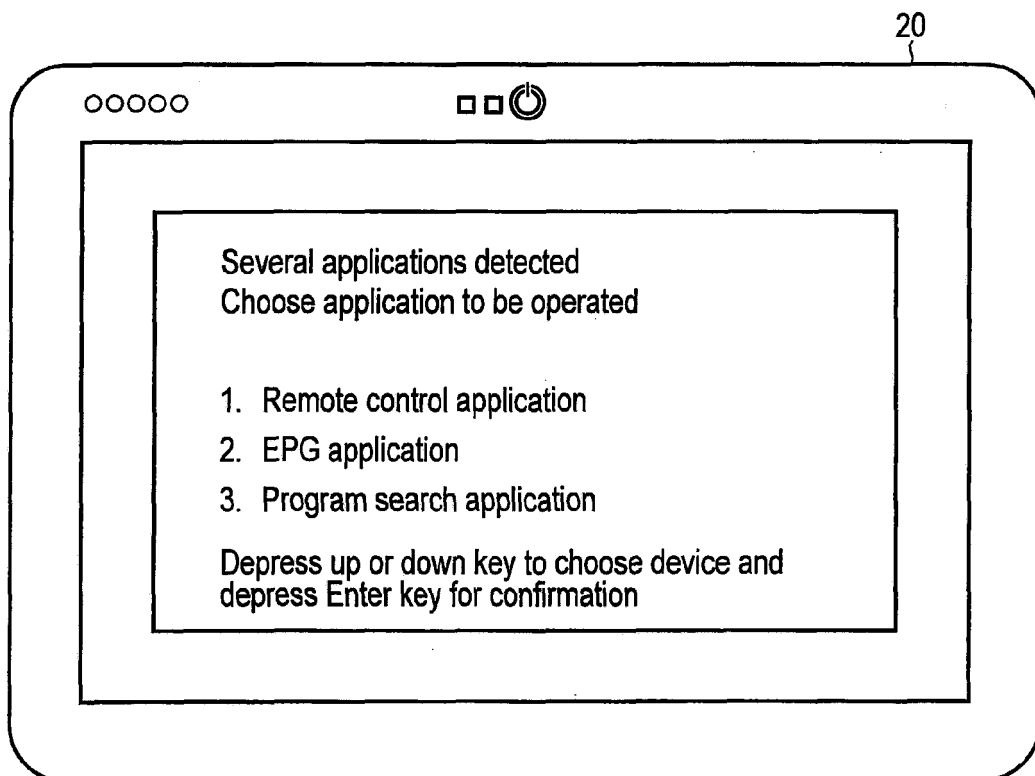 20
Several applications detected
Choose application to be operated
1. Remote control application
2. EPG application
3. Program search application
Depress up or down key to choose device and
depress Enter key for confirmation